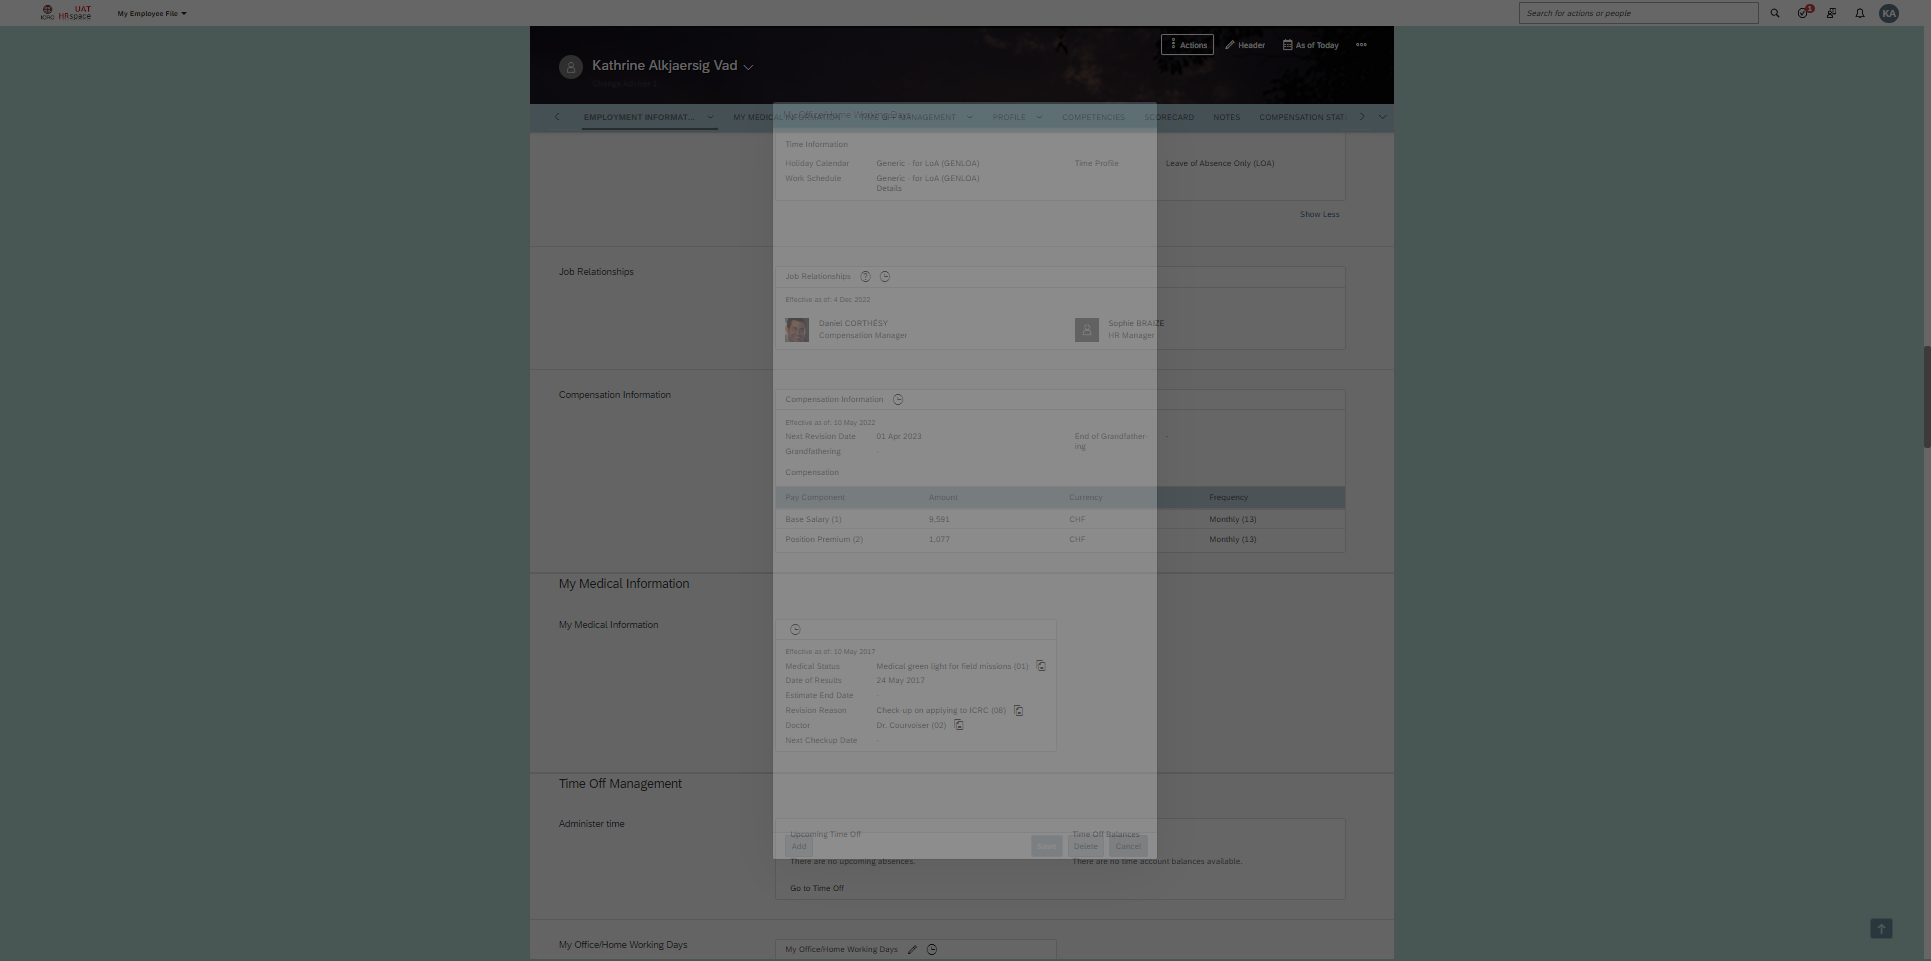 ICRC UAT HRspace My Employee File
Search for actions or people
1
KA
Actions Header As of Today
Kathrine Alkjaersig Vad
My Office/Home Working Days
EMPLOYMENT INFORMAT... MY MEDICAL INFORMATION TIME OFF MANAGEMENT PROFILE COMPETENCIES SCORECARD NOTES COMPENSATION STAT
Time Information
Holiday Calendar Generic - for LoA (GENLOA) Time Profile Leave of Absence Only (LOA)
Work Schedule Generic - for LoA (GENLOA)
Details
Show Less
Job Relationships
Job Relationships
Effective as of: 4 Dec 2022
Daniel CORTHÉSY Sophie BRAIZE
Compensation Manager HR Manager
Compensation Information
Compensation Information
Effective as of: 10 May 2022
Next Revision Date 01 Apr 2023 End of Grandfather
ing -
Grandfathering -
Compensation
Pay Component Amount Currency Frequency
Base Salary (1) 9,591 CHF Monthly (13)
Position Premium (2) 1,077 CHF Monthly (13)
My Medical Information
My Medical Information
Effective as of: 10 May 2017
Medical Status Medical green light for field missions (01)
Date of Results 24 May 2017
Estimate End Date -
Revision Reason Check-up on applying to ICRC (08)
Doctor Dr. Courvoiser (02)
Next Checkup Date -
Time Off Management
Administer time
Upcoming Time Off Time Off Balances
Add Save Delete Cancel
There are no upcoming absences. There are no time account balances available.
Go to Time Off
My Office/Home Working Days
My Office/Home Working Days